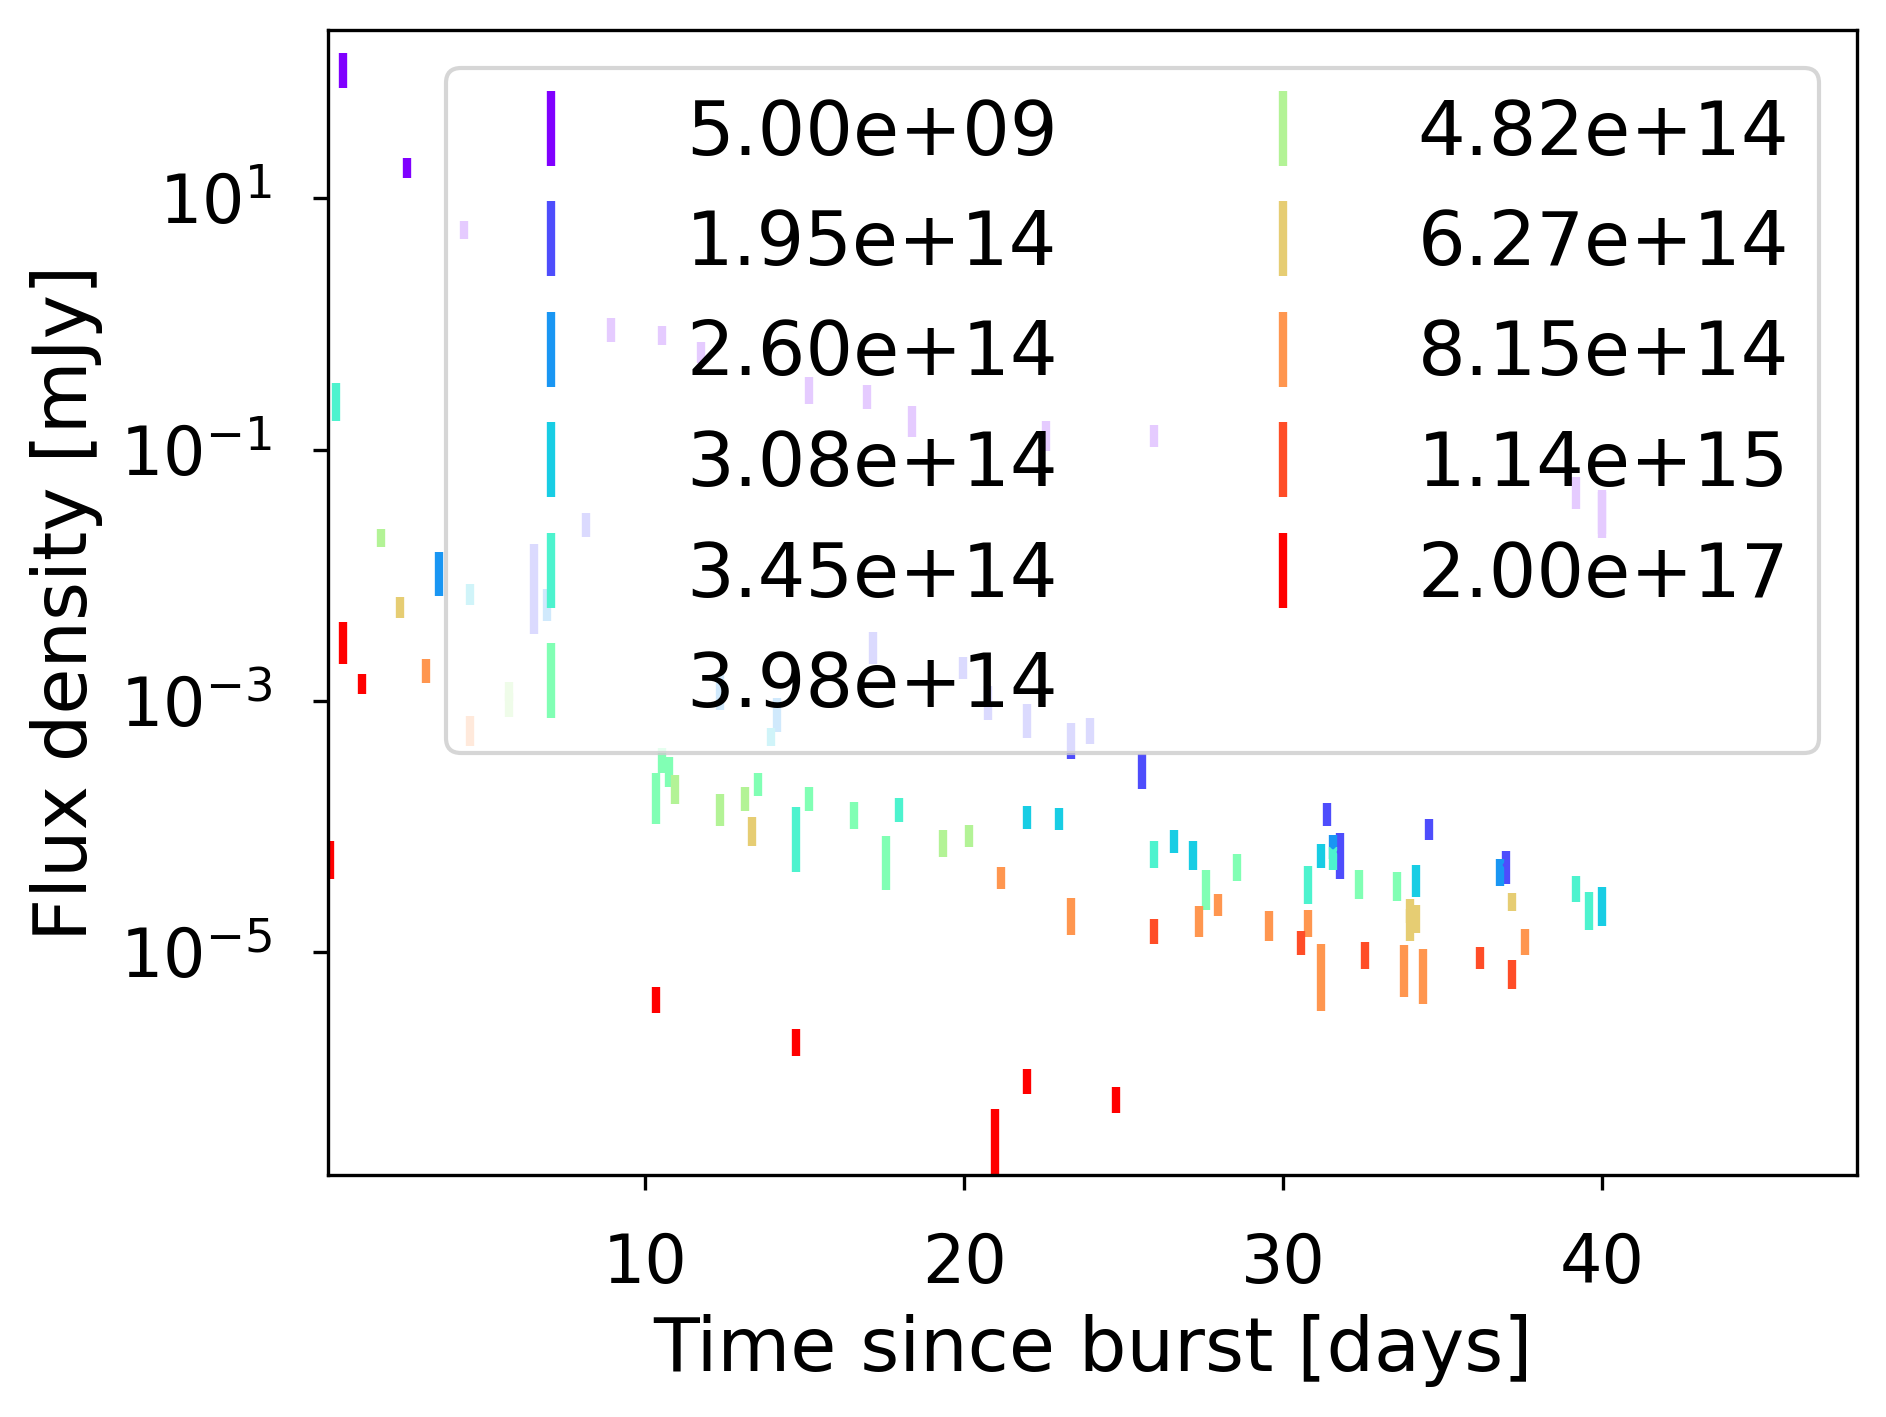 5.00e+09
1.95e+14
2.60e+14
3.08e+14
3.45e+14
3.98e+14
4.82e+14
6.27e+14
8.15e+14
1.14e+15
2.00e+17
10¹
10⁻¹
10⁻³
10⁻⁵
Flux density [mJy]
10 20 30 40
Time since burst [days]